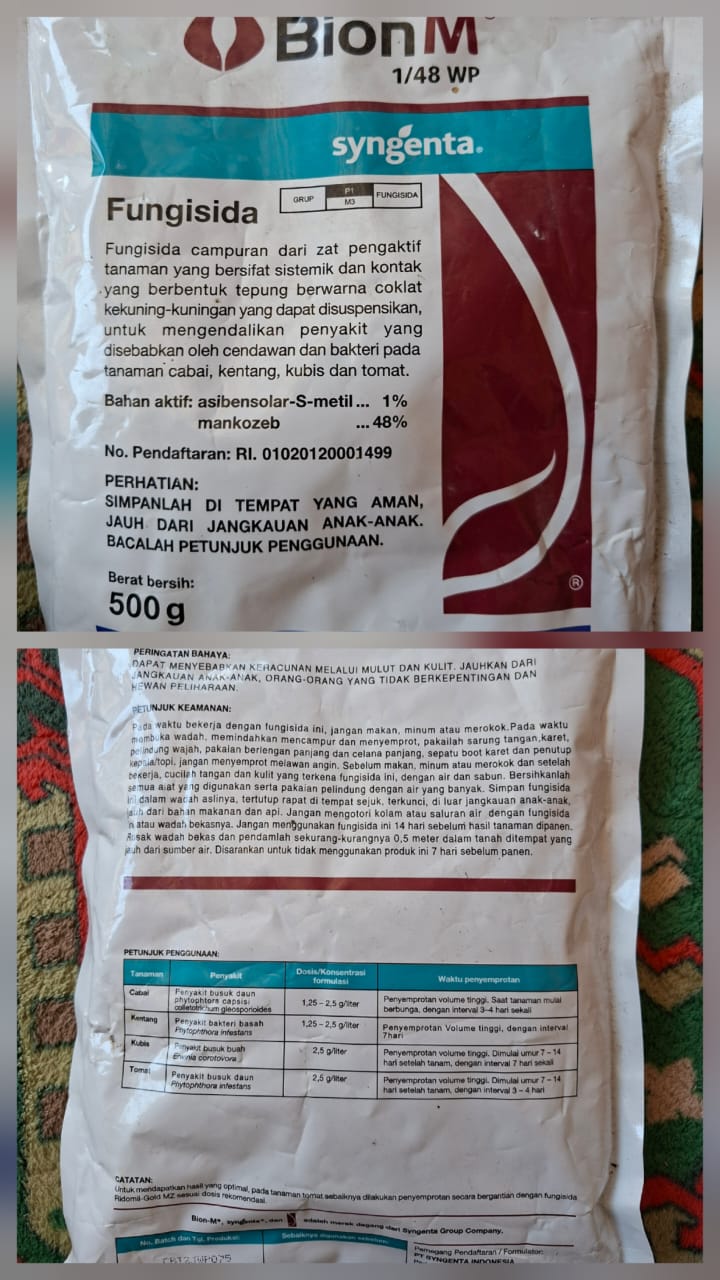 BionM
1/48 WP
syngenta®
GRUP P1 M3 FUNGISIDA
Fungisida
Fungisida campuran dari zat pengaktif
tanaman yang bersifat sistemik dan kontak
yang berbentuk tepung berwarna coklat
kekuning-kuningan yang dapat disuspensikan,
untuk mengendalikan penyakit yang
disebabkan oleh cendawan dan bakteri pada
tanaman cabai, kentang, kubis dan tomat.
Bahan aktif: asibensolar-S-metil ... 1%
mankozeb ... 48%
No. Pendaftaran: RI. 01020120001499
PERHATIAN:
SIMPANLAH DI TEMPAT YANG AMAN,
JAUH DARI JANGKAUAN ANAK-ANAK.
BACALAH PETUNJUK PENGGUNAAN.
Berat bersih:
500 g
®
PERINGATAN BAHAYA:
DAPAT MENYEBABKAN KERACUNAN MELALUI MULUT DAN KULIT. JAUHKAN DARI
JANGKAUAN ANAK-ANAK, ORANG-ORANG YANG TIDAK BERKEPENTINGAN DAN
HEWAN PELIHARAAN.
PETUNJUK KEAMANAN:
Pada waktu bekerja dengan fungisida ini, jangan makan, minum atau merokok.Pada waktu
membuka wadah, memindahkan mencampur dan menyemprot, pakailah sarung tangan,karet,
pelindung wajah, pakaian berlengan panjang dan celana panjang, sepatu boot karet dan penutup
kepala/topi, jangan menyemprot melawan angin. Sebelum makan, minum atau merokok dan setelah
bekerja, cucilah tangan dan kulit yang terkena fungisida ini, dengan air dan sabun. Bersihkanlah
semua alat yang digunakan serta pakaian pelindung dengan air yang banyak. Simpan fungisida
ini dalam wadah aslinya, tertutup rapat di tempat sejuk, terkunci, di luar jangkauan anak-anak,
jauh dari bahan makanan dan api. Jangan mengotori kolam atau saluran air dengan fungisida
atau wadah bekasnya. Jangan menggunakan fungisida ini 14 hari sebelum hasil tanaman dipanen.
Rusak wadah bekas dan pendamlah sekurang-kurangnya 0,5 meter dalam tanah ditempat yang
jauh dari sumber air. Disarankan untuk tidak menggunakan produk ini 7 hari sebelum panen.
PETUNJUK PENGGUNAAN:
Tanaman Penyakit Dosis/Konsentrasi formulasi Waktu penyemprotan
Cabai Penyakit busuk daun phytophtora capsisi colletotrichum gleosporioides 1,25 – 2,5 g/liter Penyemprotan volume tinggi. Saat tanaman mulai berbunga, dengan interval 3–4 hari sekali
Kentang Penyakit bakteri basah Phytophthora infestans 1,25 – 2,5 g/liter Penyemprotan Volume tinggi, dengan interval 7hari
Kubis Penyakit busuk buah Erwinia corotovora 2,5 g/liter Penyemprotan volume tinggi. Dimulai umur 7 – 14 hari setelah tanam, dengan interval 7 hari sekali
Tomat Penyakit busuk daun Phytophthora infestans 2,5 g/liter Penyemprotan volume tinggi. Dimulai umur 7 – 14 hari setelah tanam, dengan interval 3 – 4 hari
CATATAN:
Untuk mendapatkan hasil yang optimal, pada tanaman tomat sebaiknya dilakukan penyemprotan secara bergantian dengan fungisida
Ridomil-Gold MZ sesuai dosis rekomendasi.
Bion-M®, syngenta®, dan adalah merek dagang dari Syngenta Group Company.
No. Batch dan Tgl. Produksi: Sebaiknya digunakan sebelum:
Pemegang Pendaftaran / Formulator:
PT SYNGENTA INDONESIA